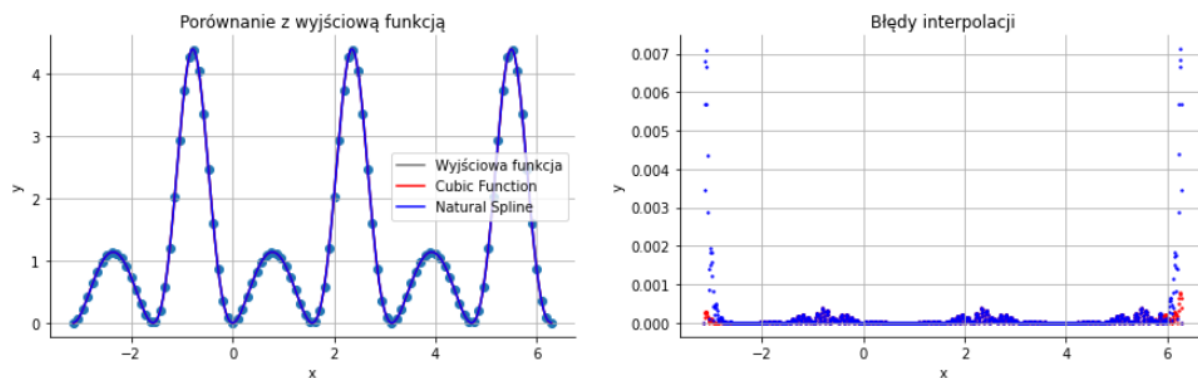 Porównanie z wyjściową funkcją
4
3
2
1
0
y
−2
0
2
4
6
x
Wyjściowa funkcja
Cubic Function
Natural Spline
Błędy interpolacji
0.007
0.006
0.005
0.004
0.003
0.002
0.001
0.000
y
−2
0
2
4
6
x